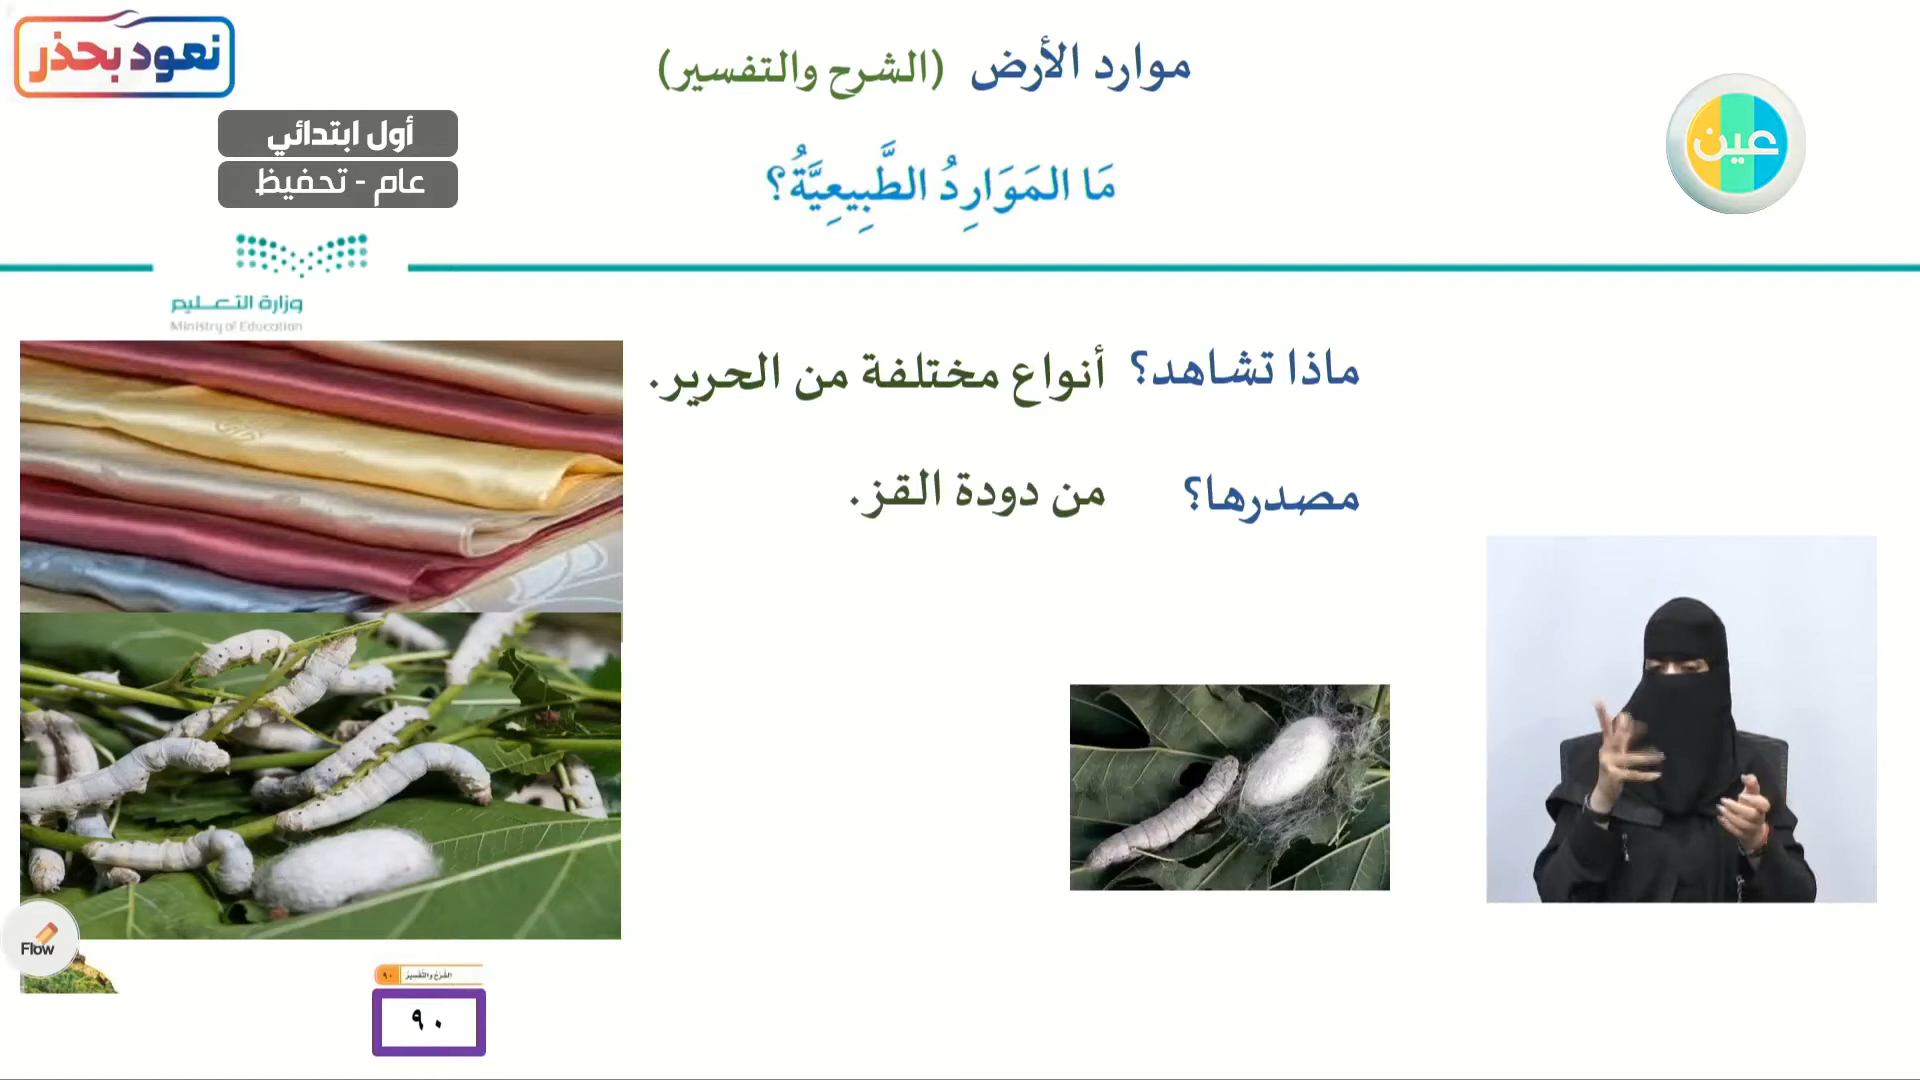 نعود بحذر
موارد الأرض (الشرح والتفسير)
أول ابتدائي
عام - تحفيظ
عين
مَا المَوَارِدُ الطَّبِيعِيَّةُ؟
وزارة التعليم
Ministry of Education
ماذا تشاهد؟ أنواع مختلفة من الحرير.
مصدرها؟ من دودة القز.
Flow
الشرح والتفسير ٩٠
٩٠